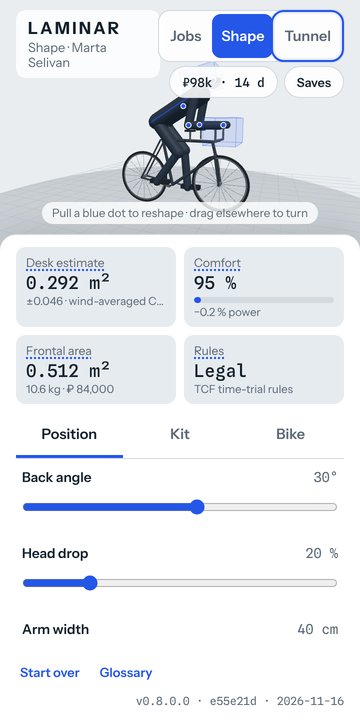 LAMINAR
Shape · Marta
Selivan
Jobs
Shape
Tunnel
₽98k · 14 d
Saves
Pull a blue dot to reshape · drag elsewhere to turn
Desk estimate
0.292 m²
±0.046 · wind-averaged C…
Comfort
95 %
−0.2 % power
Frontal area
0.512 m²
10.6 kg · ₽ 84,000
Rules
Legal
TCF time-trial rules
Position
Kit
Bike
Back angle
30°
Head drop
20 %
Arm width
40 cm
Start over
Glossary
v0.8.0.0 · e55e21d · 2026-11-16